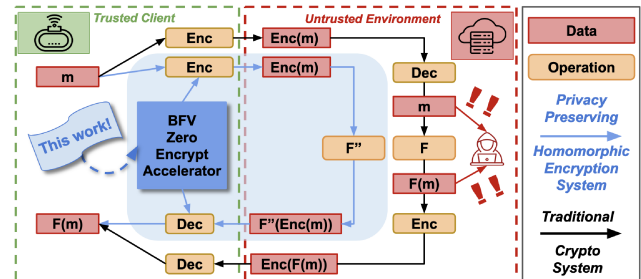 Trusted Client
Untrusted Environment
Enc
Enc(m)
Data
m
Enc
Enc(m)
Dec
Operation
m
Privacy
Preserving
This work!
BFV
Zero
Encrypt
Accelerator
F"
F
Homomorphic
Encryption
System
F(m)
F(m)
Dec
F"(Enc(m))
Enc
Traditional
Dec
Enc(F(m))
Crypto
System